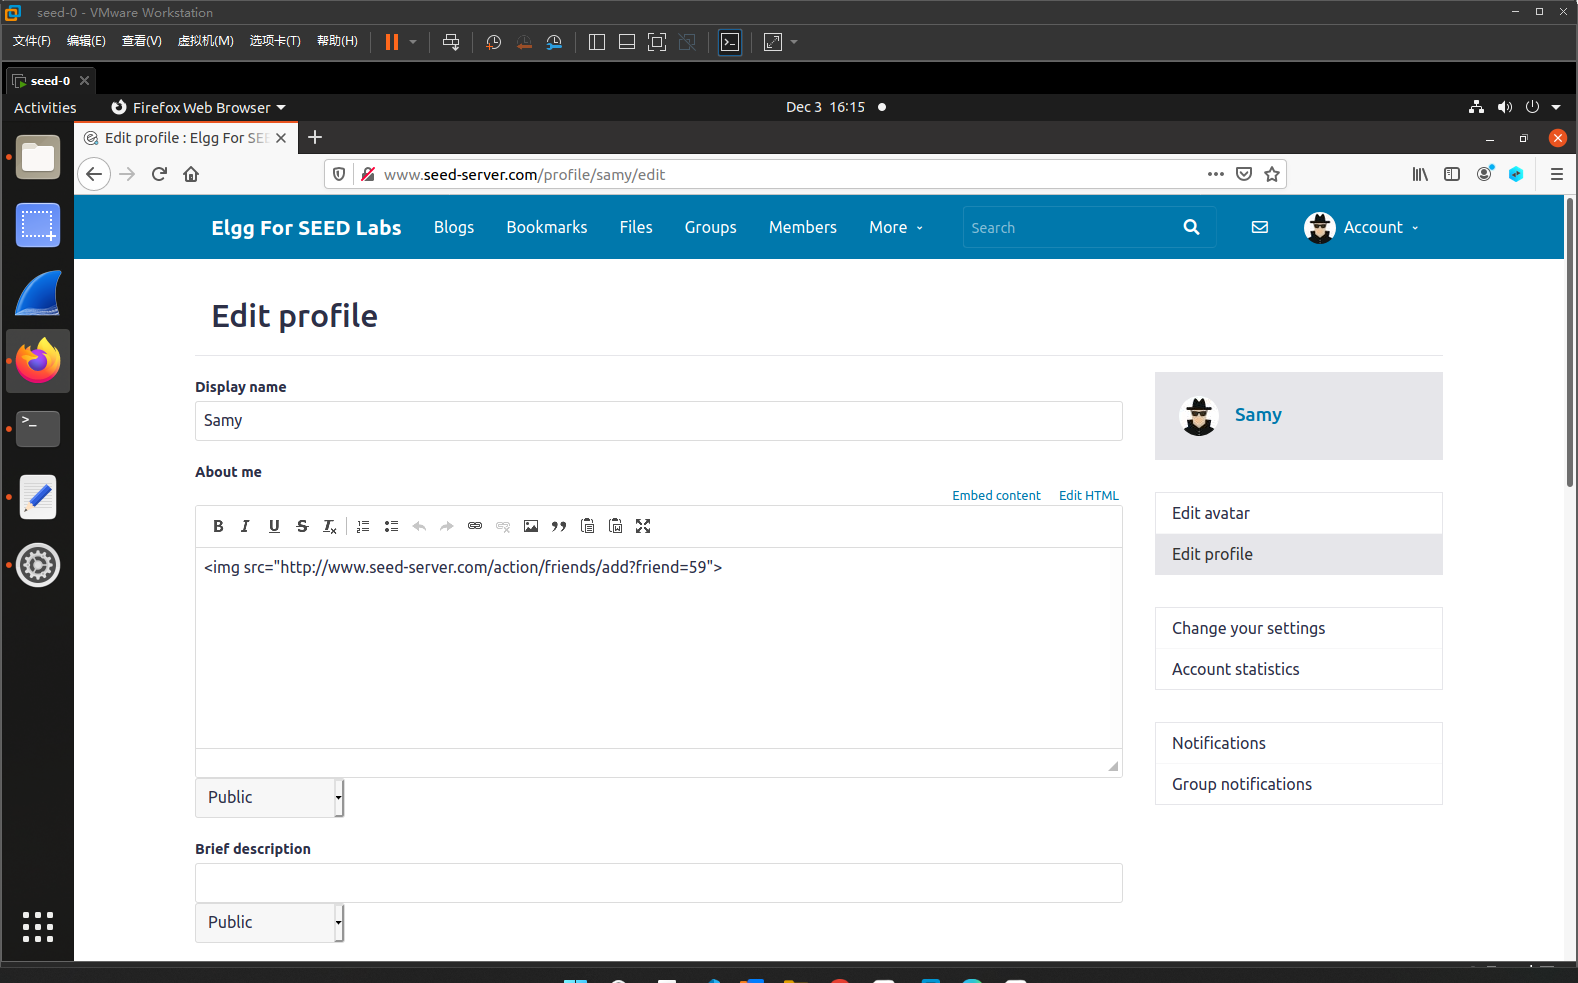 seed-0 - VMware Workstation
文件(F) 编辑(E) 查看(V) 虚拟机(M) 选项卡(T) 帮助(H)
seed-0
Activities Firefox Web Browser Dec 3 16:15
Edit profile : Elgg For SEE
www.seed-server.com/profile/samy/edit
Elgg For SEED Labs Blogs Bookmarks Files Groups Members More Search Account
Edit profile
Display name
Samy
Samy
About me
Embed content Edit HTML
Edit avatar
B I U S Tx
Edit profile
<img src="http://www.seed-server.com/action/friends/add?friend=59">
Change your settings
Account statistics
Notifications
Group notifications
Public
Brief description
Public